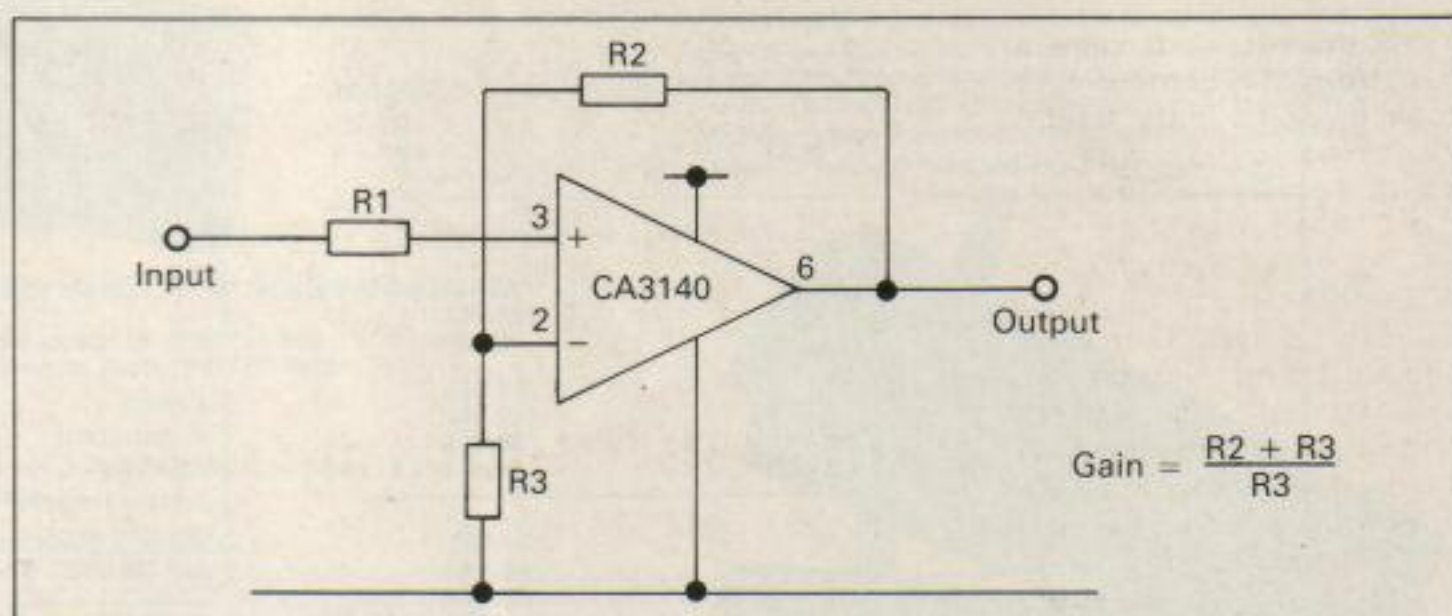 R2
R1
3
+
Input
CA3140
6
2
−
Output
R3
Gain = R2 + R3
R3